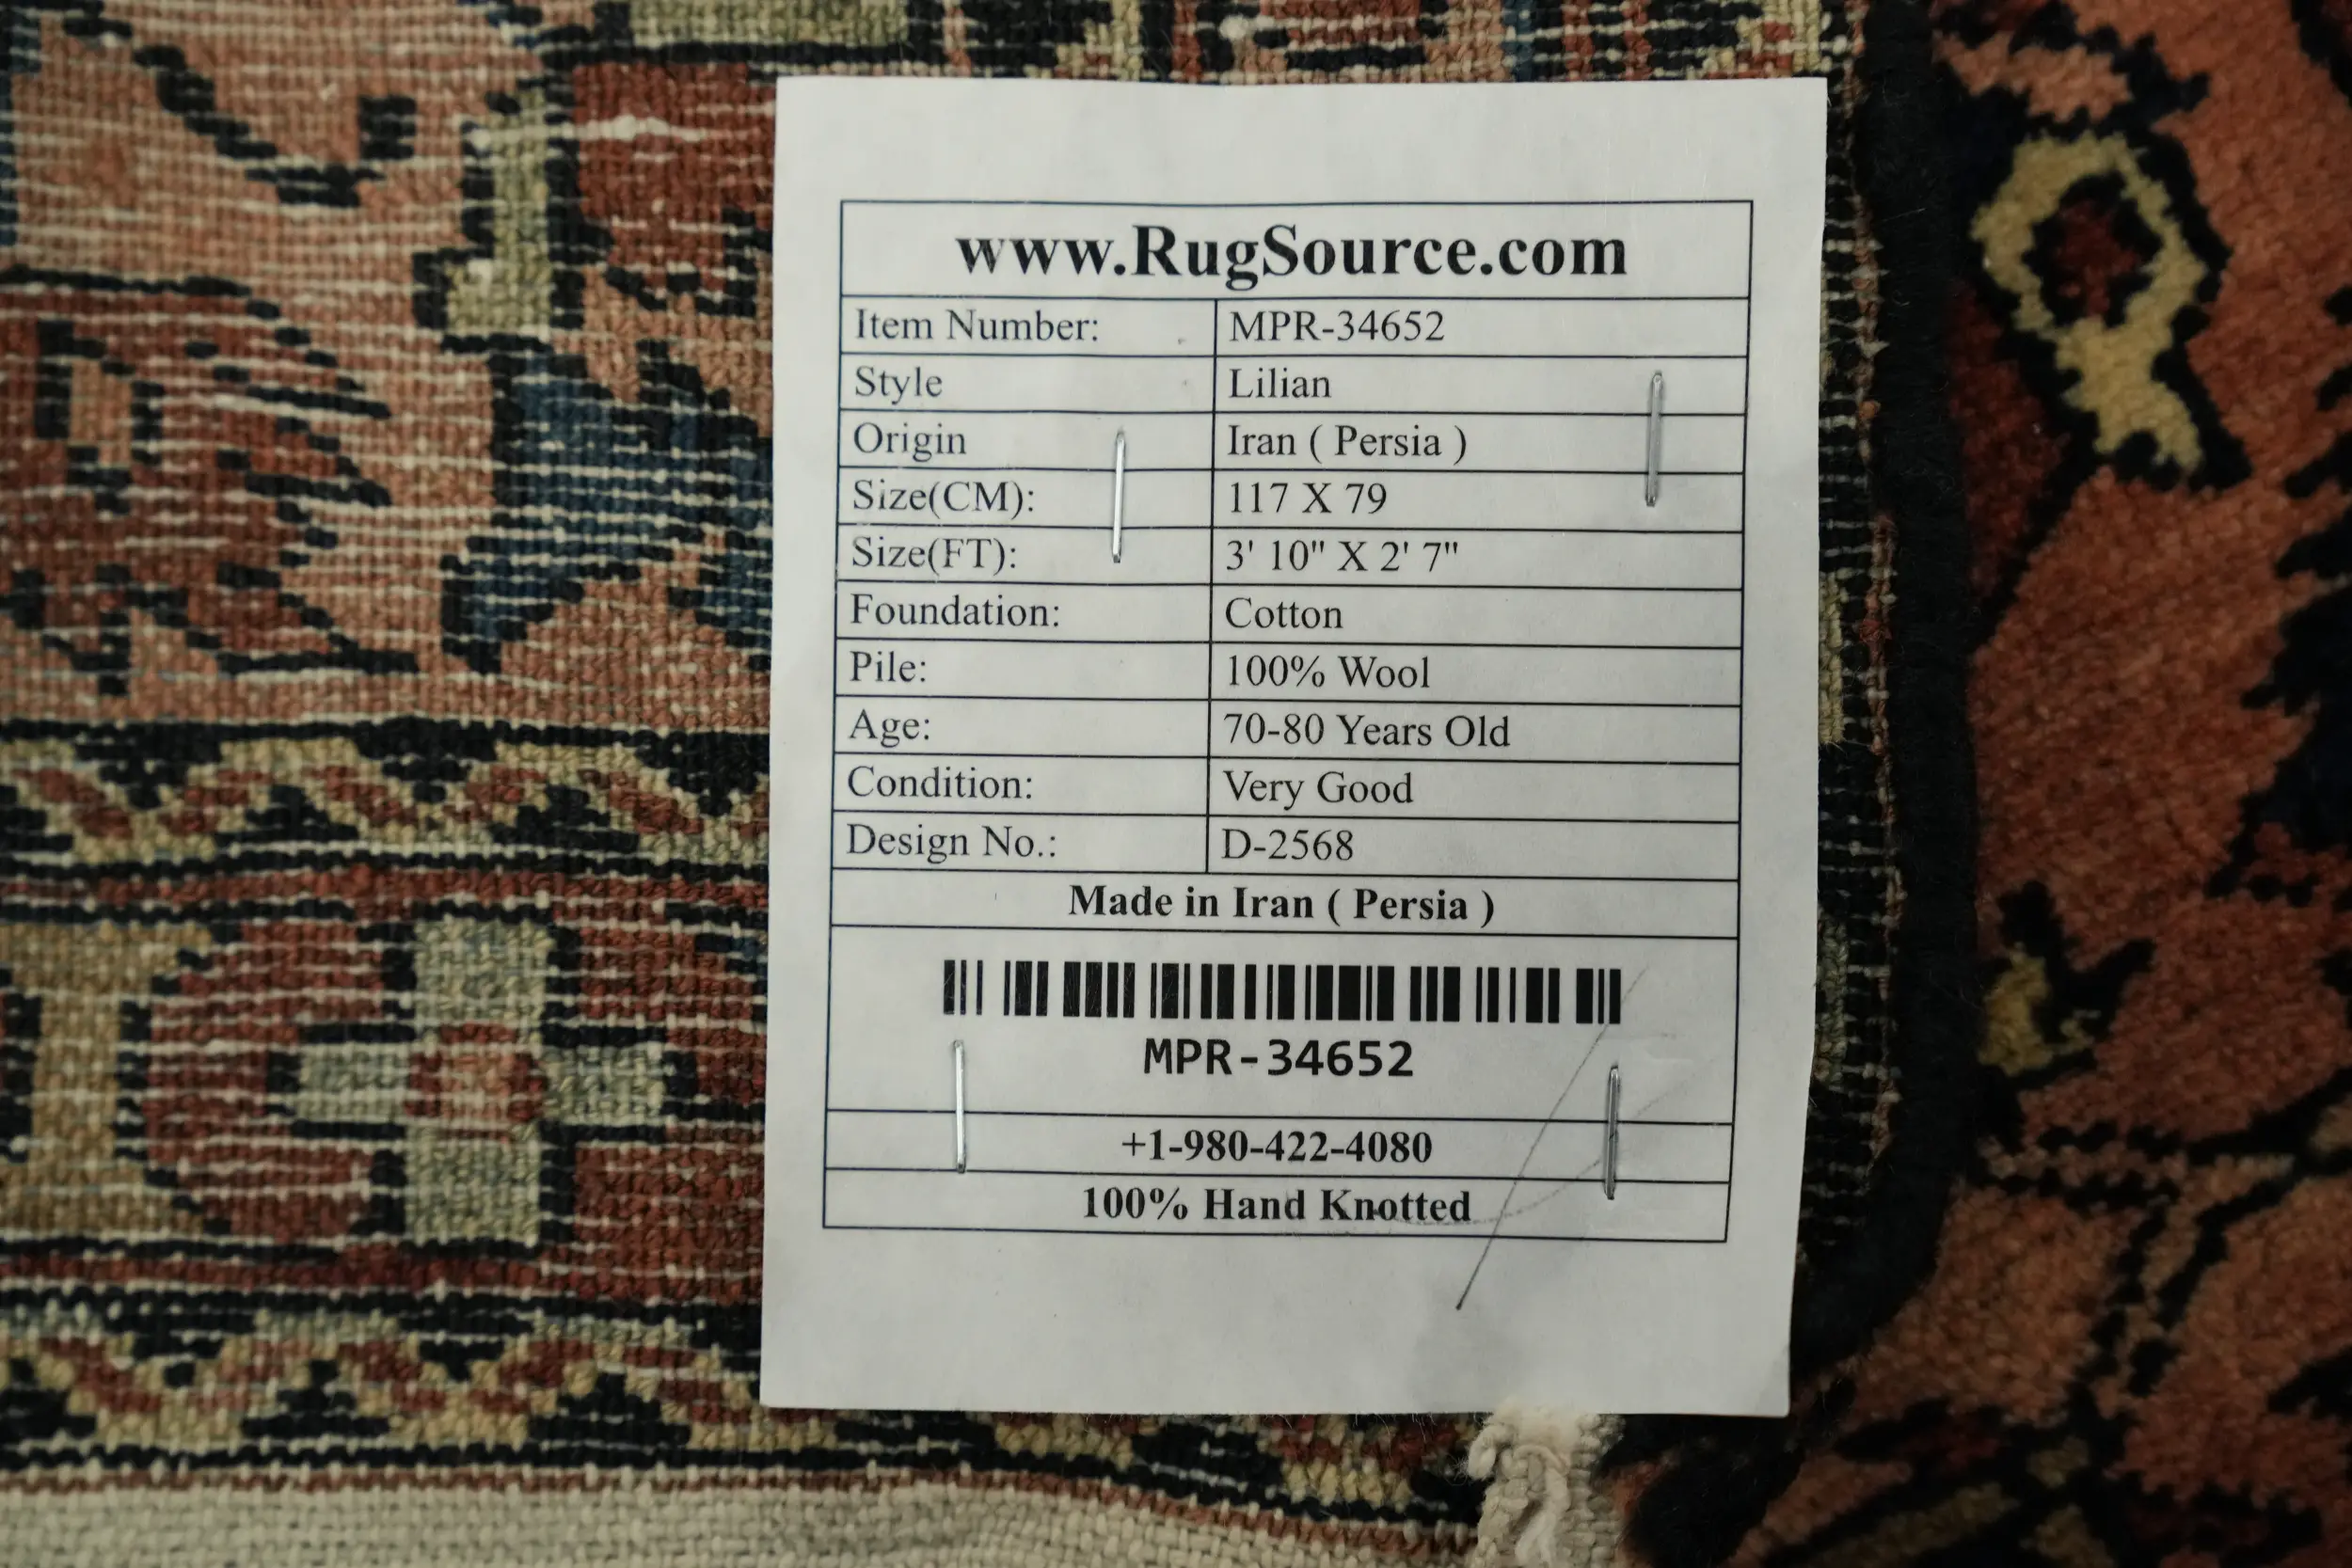 www.RugSource.com
Item Number: MPR-34652
Style Lilian
Origin Iran ( Persia )
Size(CM): 117 X 79
Size(FT): 3' 10" X 2' 7"
Foundation: Cotton
Pile: 100% Wool
Age: 70-80 Years Old
Condition: Very Good
Design No.: D-2568
Made in Iran ( Persia )
MPR-34652
+1-980-422-4080
100% Hand Knotted